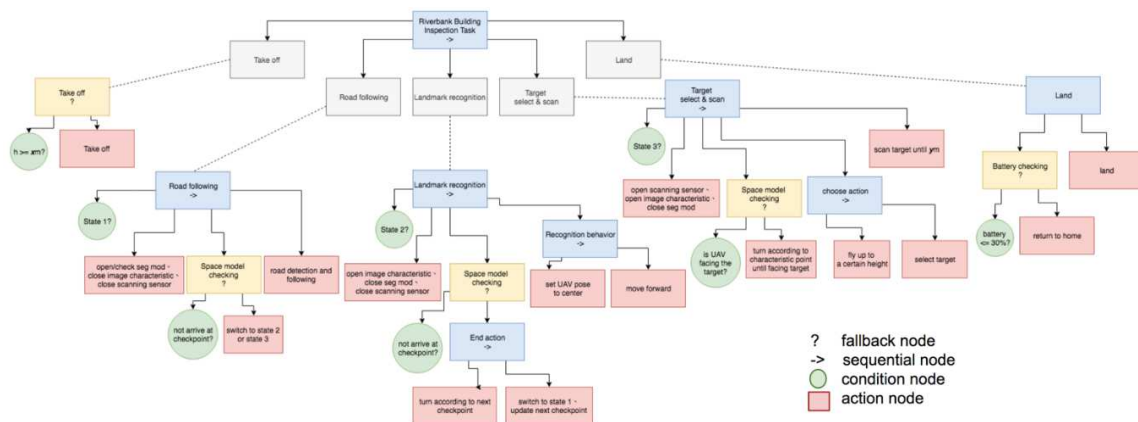 Riverbank Building
Inspection Task
->
Take off
Road following
Landmark recognition
Target
select & scan
Land
Take off
?
h >= xm?
Take off
Road following
->
State 1?
open/check seg mod、
close image characteristic、
close scanning sensor
Space model
checking
?
road detection and
following
not arrive at
checkpoint?
switch to state 2
or state 3
Landmark recognition
->
State 2?
open image characteristic、
close seg mod、
close scanning sensor
Space model
checking
?
Recognition behavior
->
set UAV pose
to center
move forward
not arrive at
checkpoint?
End action
->
turn according to next
checkpoint
switch to state 1、
update next checkpoint
Target
select & scan
->
State 3?
open scanning sensor、
open image characteristic、
close seg mod
Space model
checking
?
choose action
->
scan target until ym
is UAV
facing the
target?
turn according to
characteristic point
until facing target
fly up to
a certain height
select target
Land
Battery checking
?
land
battery
<= 30%?
return to home
? fallback node
-> sequential node
condition node
action node